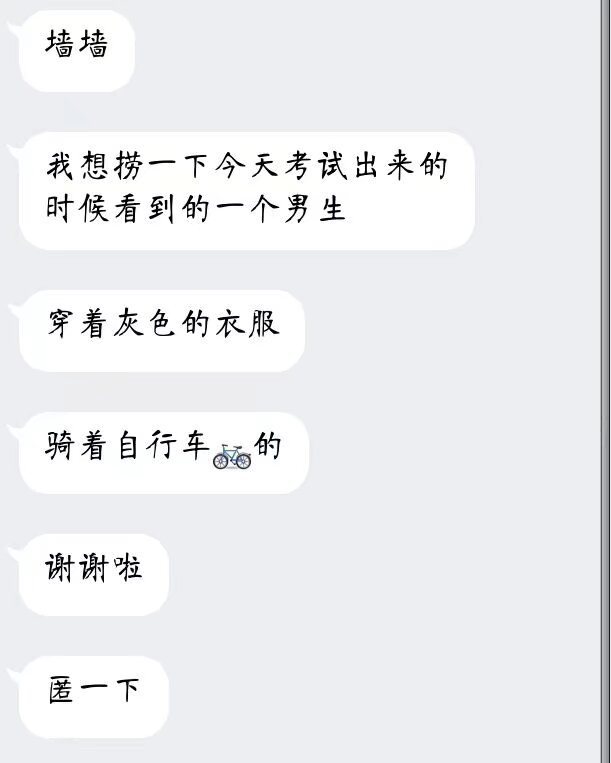 墙墙
我想捞一下今天考试出来的
时候看到的一个男生
穿着灰色的衣服
骑着自行车🚲的
谢谢啦
匿一下